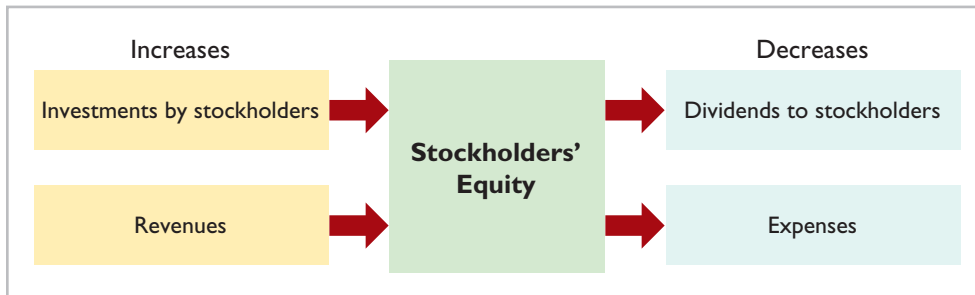 Increases
Decreases
Investments by stockholders
Dividends to stockholders
Stockholders’
Equity
Revenues
Expenses